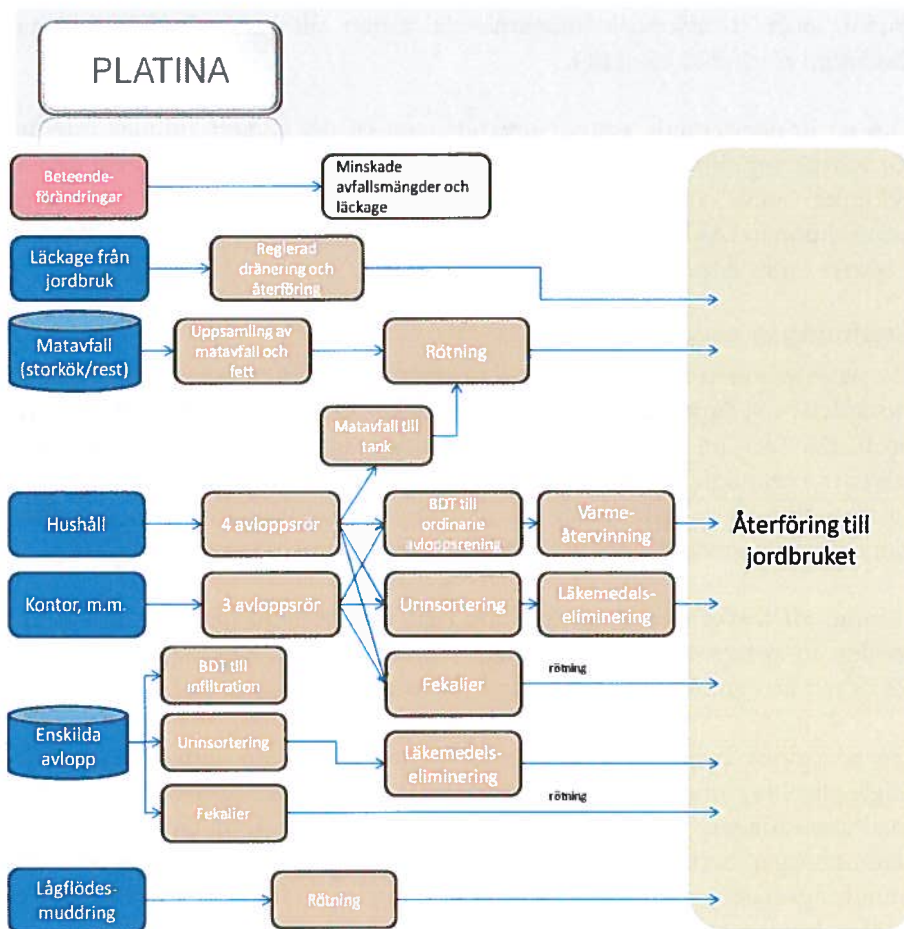 PLATINA
Beteende-
förändringar
Minskade
avfallsmängder och
läckage
Läckage från
jordbruk
Reglerad
dränering och
återföring
Matavfall
(storkök/rest)
Uppsamling av
matavfall och
fett
Rötning
Matavfall till
tank
Hushåll
4 avloppsrör
BDT till
ordinarie
avloppsrening
Värme-
återvinning
Återföring till
jordbruket
Kontor, m.m.
3 avloppsrör
Urinsortering
Läkemedels-
eliminering
BDT till
infiltration
Fekalier
rötning
Enskilda
avlopp
Urinsortering
Läkemedels-
eliminering
Fekalier
rötning
Lågflödes-
muddring
Rötning